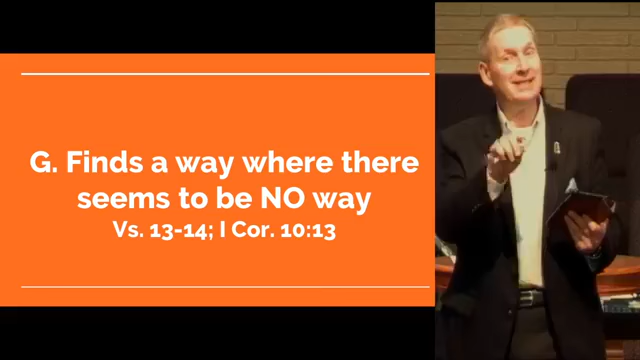 G. Finds a way where there
seems to be NO way
Vs. 13-14; I Cor. 10:13